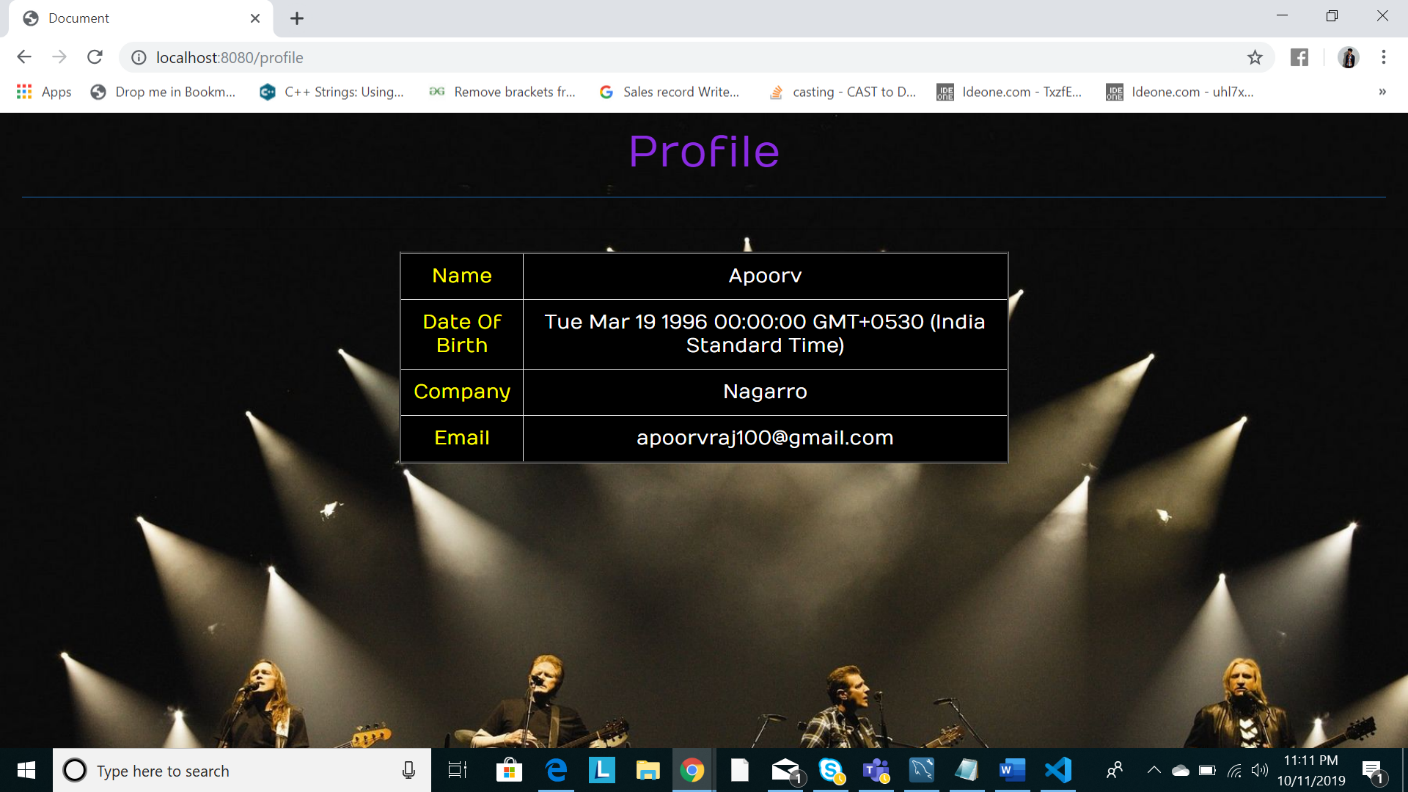 Document
localhost:8080/profile
Apps
Drop me in Bookm...
C++ Strings: Using...
Remove brackets fr...
Sales record Write...
casting - CAST to D...
Ideone.com - TxzfE...
Ideone.com - uhl7x...
»
Profile
Name
Apoorv
Date Of
Birth
Tue Mar 19 1996 00:00:00 GMT+0530 (India
Standard Time)
Company
Nagarro
Email
apoorvraj100@gmail.com
Type here to search
11:11 PM
10/11/2019